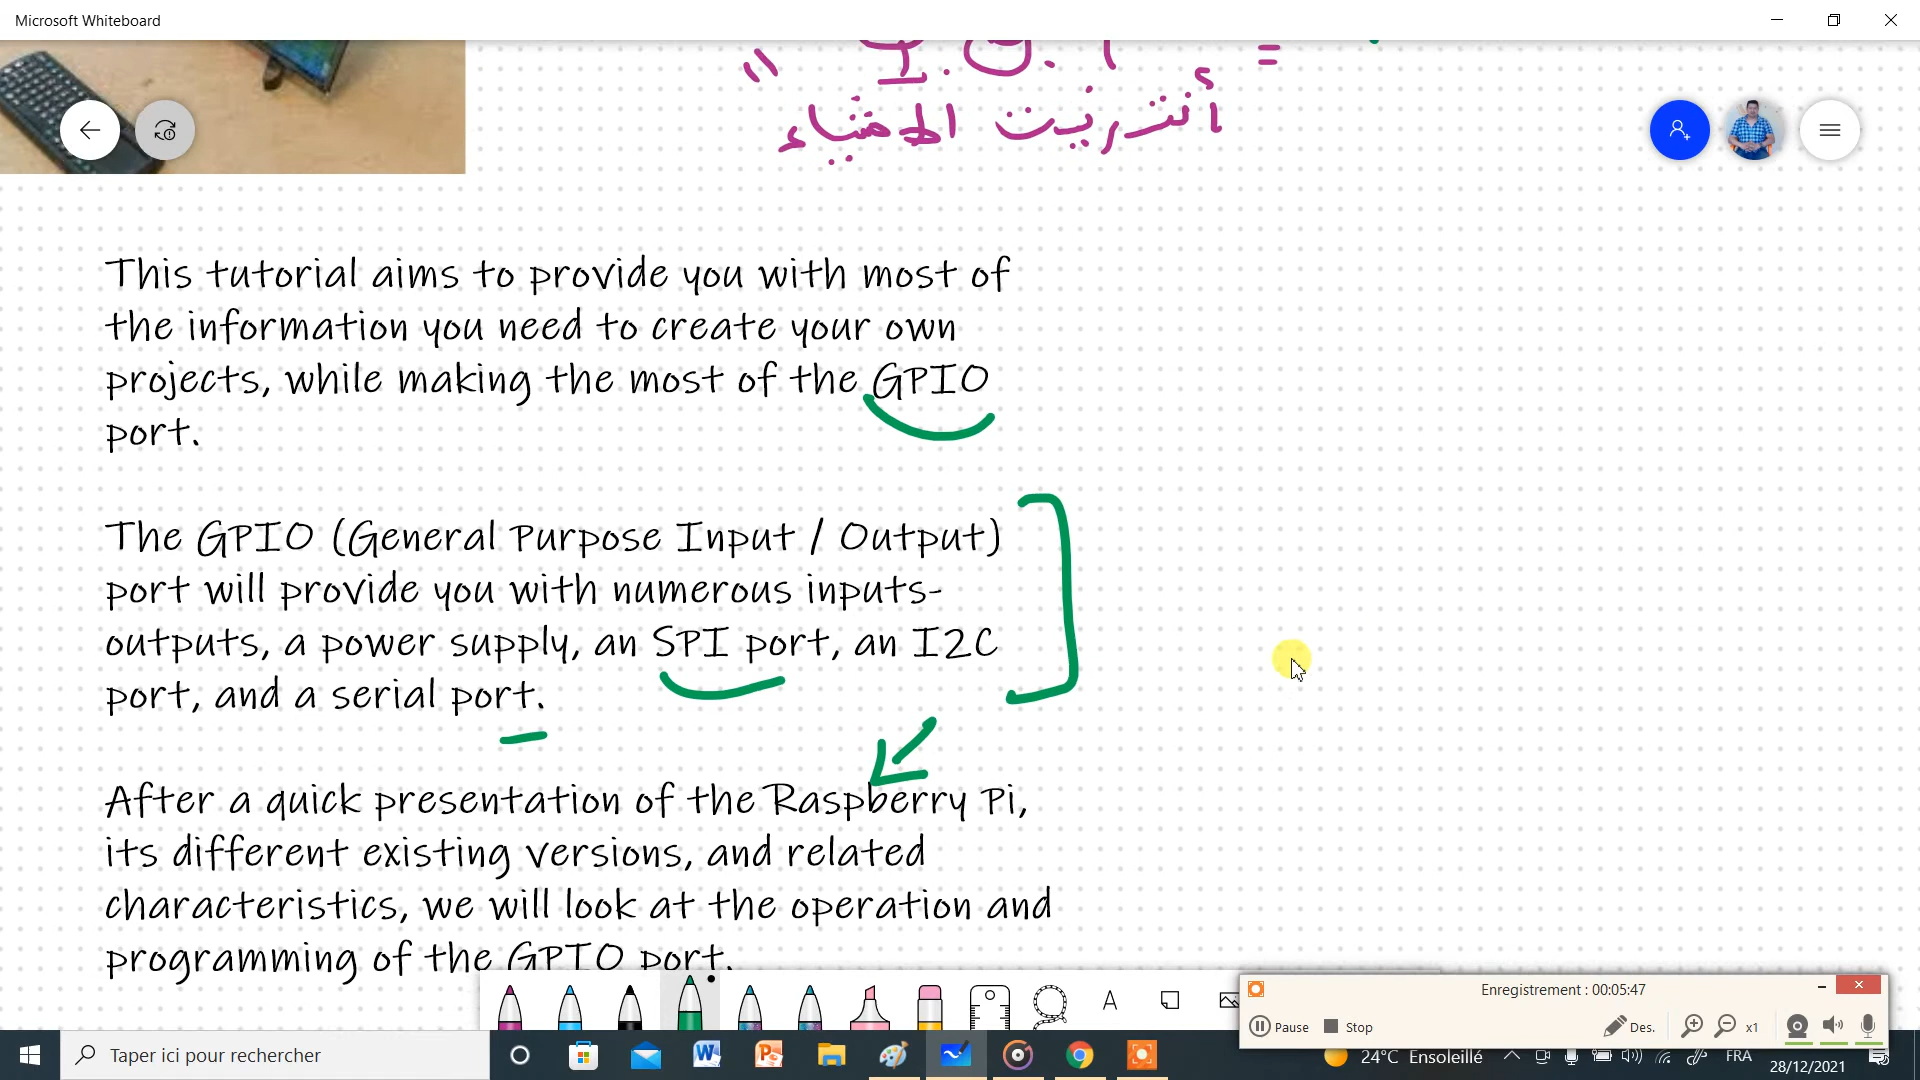 Microsoft Whiteboard
أنترنيت الاشياء
This tutorial aims to provide you with most of
the information you need to create your own
projects, while making the most of the GPIO
port.
The GPIO (General Purpose Input / Output)
port will provide you with numerous inputs-
outputs, a power supply, an SPI port, an I2C
port, and a serial port.
After a quick presentation of the Raspberry Pi,
its different existing versions, and related
characteristics, we will look at the operation and
programming of the GPIO port.
A
Enregistrement : 00:05:47
Pause Stop Des. x1
Taper ici pour rechercher
24°C Ensoleillé FRA
28/12/2021